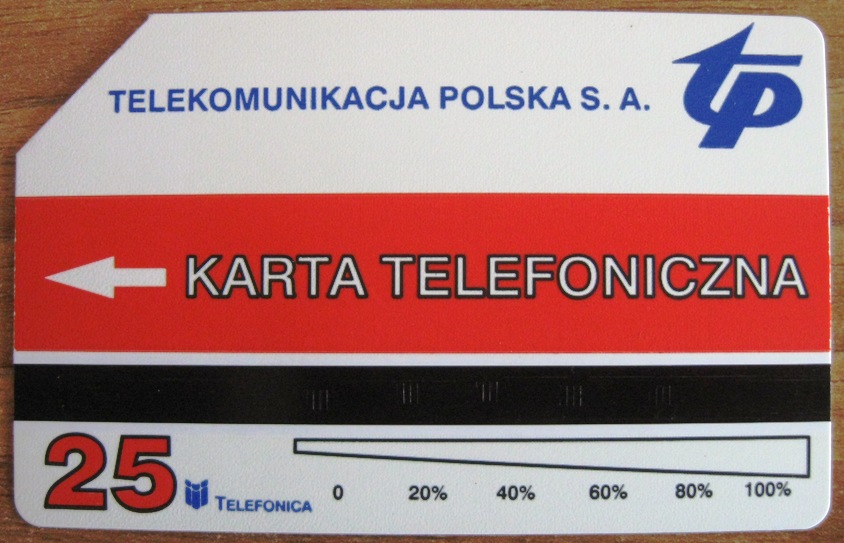 TELEKOMUNIKACJA POLSKA S. A.
tp
KARTA TELEFONICZNA
25 TELEFONICA 0 20% 40% 60% 80% 100%